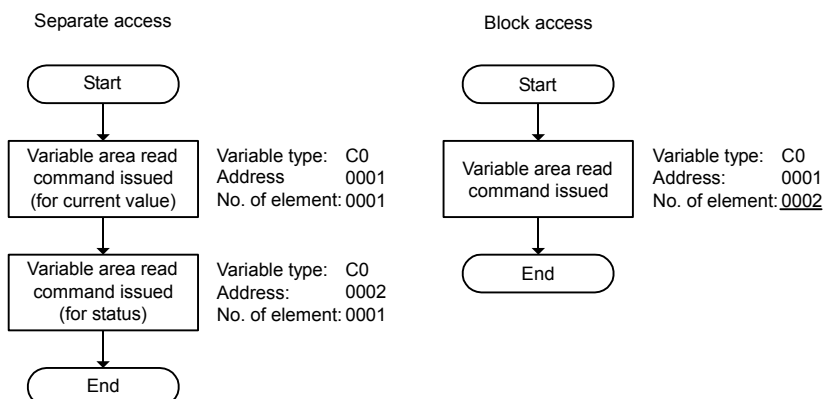 Separate access
Start
Variable area read
command issued
(for current value)
Variable type: C0
Address 0001
No. of element: 0001
Variable area read
command issued
(for status)
Variable type: C0
Address: 0002
No. of element: 0001
End
Block access
Start
Variable area read
command issued
Variable type: C0
Address: 0001
No. of element: 0002
End